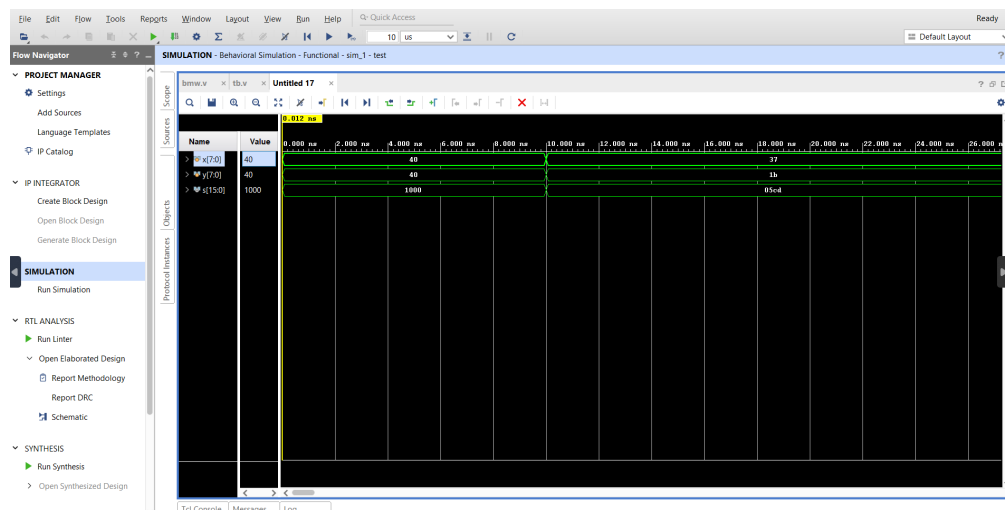 File Edit Flow Tools Reports Window Layout View Run Help Q- Quick Access Ready
10 us Default Layout
Flow Navigator ? SIMULATION - Behavioral Simulation - Functional - sim_1 - test ?
PROJECT MANAGER
Settings
Add Sources
Language Templates
IP Catalog
IP INTEGRATOR
Create Block Design
Open Block Design
Generate Block Design
SIMULATION
Run Simulation
RTL ANALYSIS
Run Linter
Open Elaborated Design
Report Methodology
Report DRC
Schematic
SYNTHESIS
Run Synthesis
Open Synthesized Design
Scope
Sources
Objects
Protocol Instances
bmw.v × tb.v × Untitled 17 × ?
0.012 ns
Name Value 0.000 ns 2.000 ns 4.000 ns 6.000 ns 8.000 ns 10.000 ns 12.000 ns 14.000 ns 16.000 ns 18.000 ns 20.000 ns 22.000 ns 24.000 ns 26.000 n
x[7:0] 40 40 37
y[7:0] 40 40 1b
s[15:0] 1000 1000 05cd
Tcl Console Messages Log